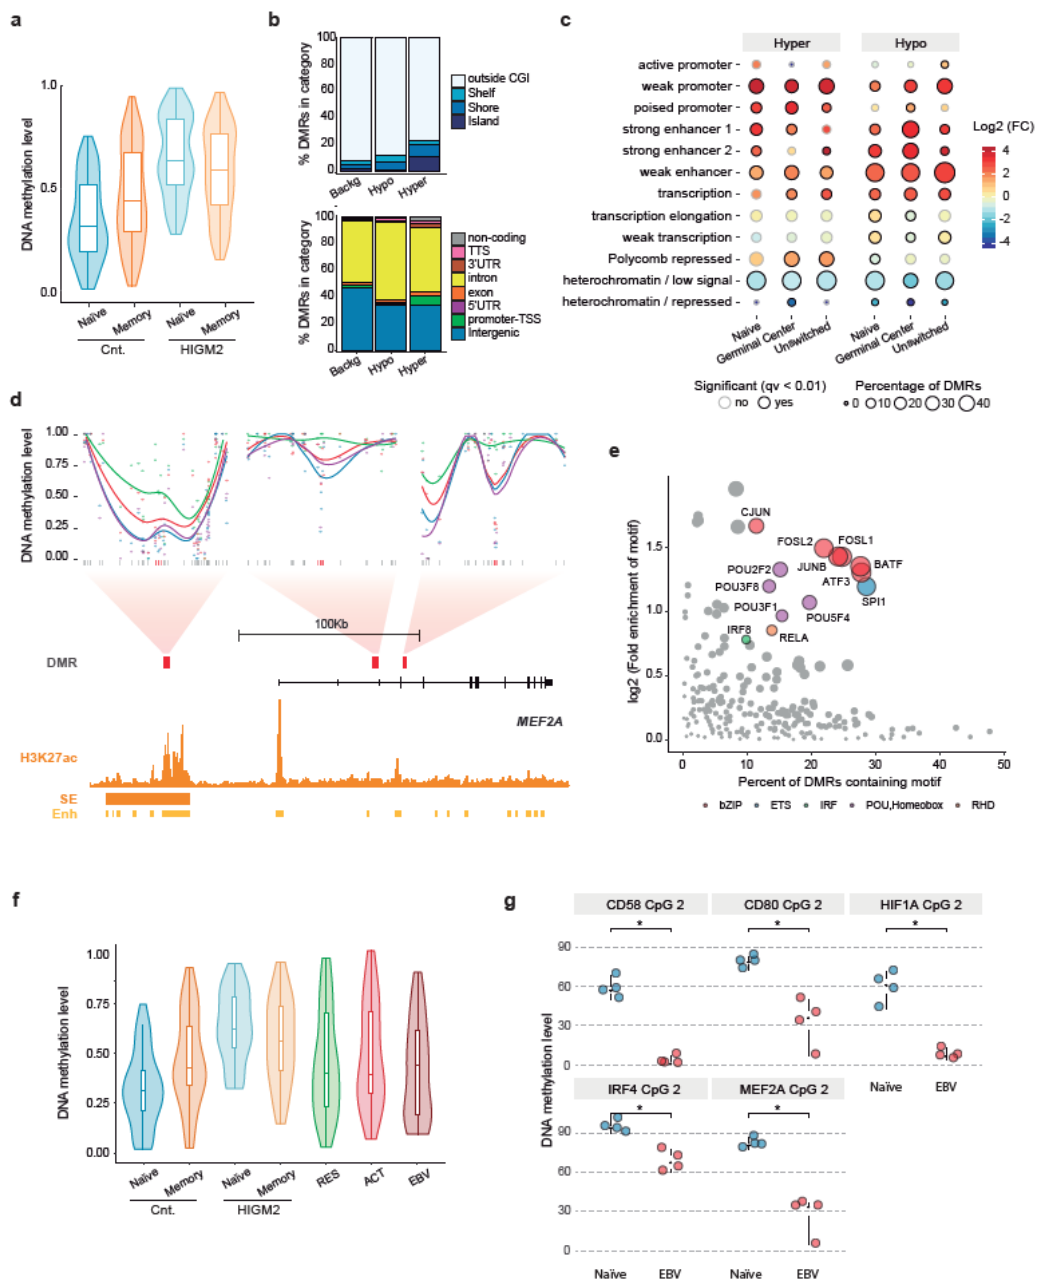 a
DNA methylation level
1.0
0.5
0.0
Naïve
Memory
Naïve
Memory
Cnt.
HIGM2
b
% DMRs in category
100
80
60
40
20
0
Backg
Hypo
Hyper
outside CGI
Shelf
Shore
Island
% DMRs in category
100
80
60
40
20
0
Backg
Hypo
Hyper
non-coding
TTS
3'UTR
intron
exon
5'UTR
promoter-TSS
Intergenic
c
Hyper
Hypo
active promoter
weak promoter
poised promoter
strong enhancer 1
strong enhancer 2
weak enhancer
transcription
transcription elongation
weak transcription
Polycomb repressed
heterochromatin / low signal
heterochromatin / repressed
Naïve
Germinal Center
Unswitched
Naïve
Germinal Center
Unswitched
Log2 (FC)
4
2
0
-2
-4
Significant (qv < 0.01)
no yes
Percentage of DMRs
0 10 20 30 40
d
DNA methylation level
1.00
0.75
0.50
0.25
0.00
100Kb
DMR
MEF2A
H3K27ac
SE
Enh
e
log2 (Fold enrichment of motif)
1.5
1.0
0.5
0.0
CJUN
FOSL2
FOSL1
JUNB
BATF
ATF3
SPI1
POU2F2
POU3F8
POU3F1
POU5F4
IRF8
RELA
0 10 20 30 40 50
Percent of DMRs containing motif
bZIP ETS IRF POU,Homeobox RHD
f
DNA methylation level
1.00
0.75
0.50
0.25
0.00
Naïve
Memory
Naïve
Memory
RES
ACT
EBV
Cnt.
HIGM2
g
CD58 CpG 2
CD80 CpG 2
HIF1A CpG 2
*
*
*
90
60
30
0
Naïve EBV
DNA methylation level
IRF4 CpG 2
MEF2A CpG 2
*
*
90
60
30
0
Naïve EBV
Naïve EBV